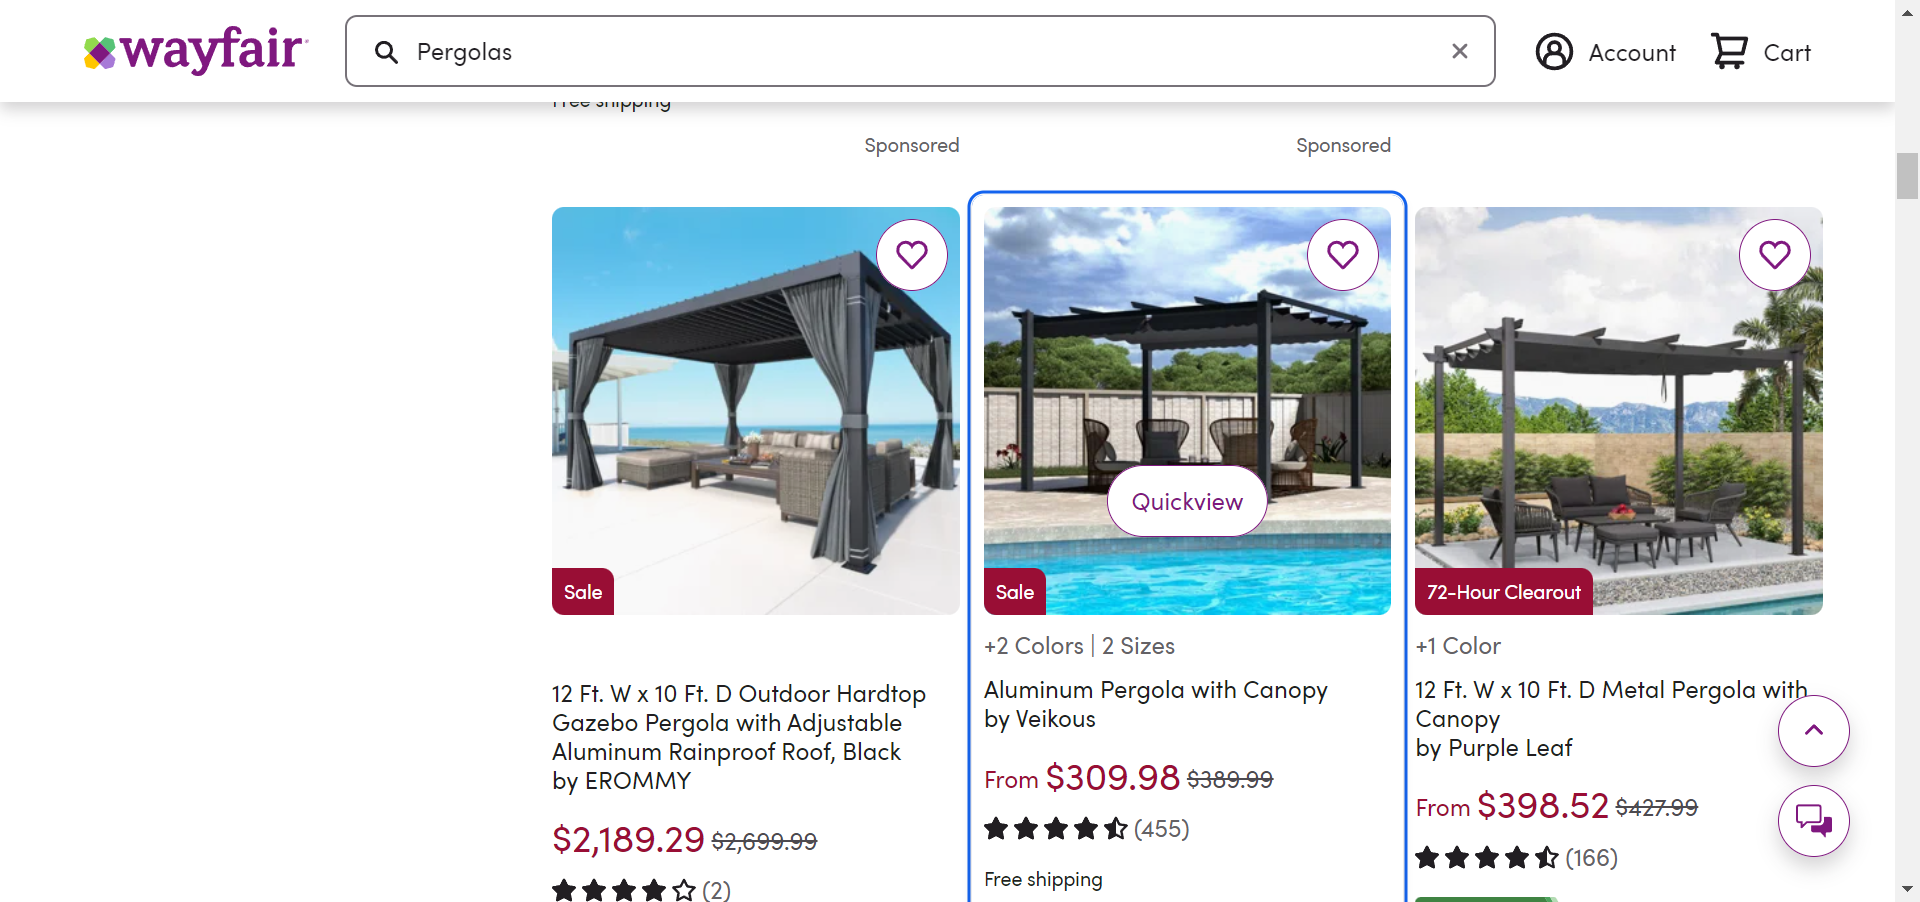 wayfair
Pergolas
Account
Cart
Free shipping
Sponsored
Sponsored
Quickview
Sale
Sale
72-Hour Clearout
12 Ft. W x 10 Ft. D Outdoor Hardtop
Gazebo Pergola with Adjustable
Aluminum Rainproof Roof, Black
by EROMMY
$2,189.29 $2,699.99
(2)
+2 Colors | 2 Sizes
Aluminum Pergola with Canopy
by Veikous
From $309.98 $389.99
(455)
Free shipping
+1 Color
12 Ft. W x 10 Ft. D Metal Pergola with
Canopy
by Purple Leaf
From $398.52 $427.99
(166)